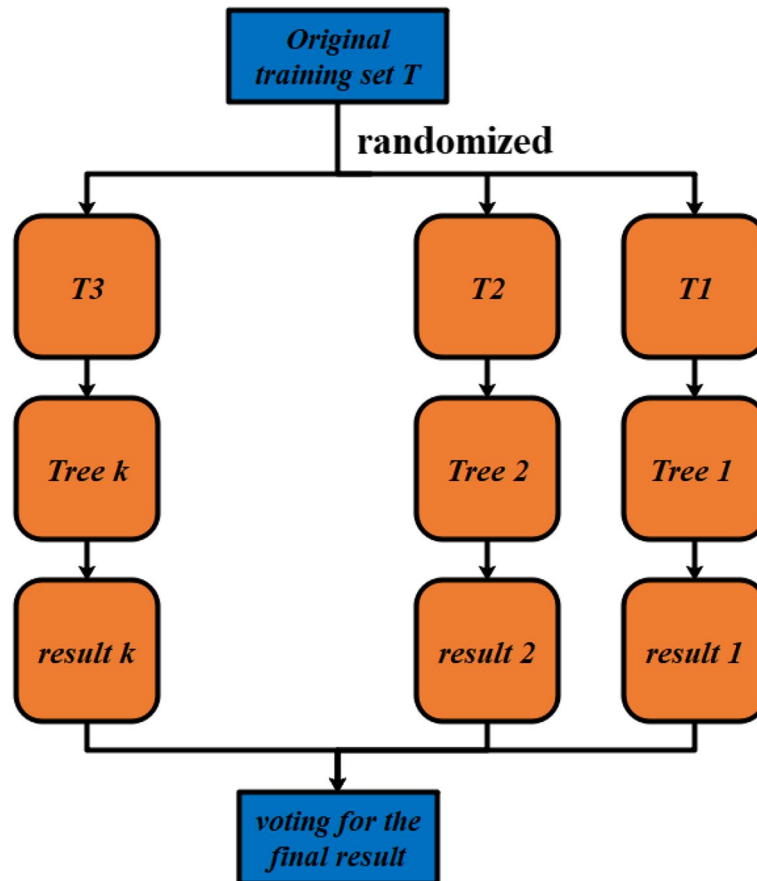 Original
training set T
randomized
T3
T2
T1
Tree k
Tree 2
Tree 1
result k
result 2
result 1
voting for the
final result